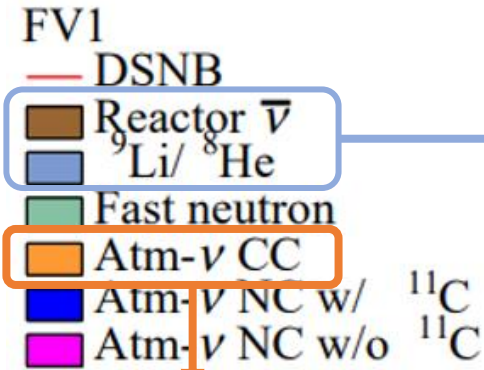 FV1
DSNB
Reactor ν̅
⁹Li/ ⁸He
Fast neutron
Atm-ν CC
Atm-ν NC w/ ¹¹C
Atm-ν NC w/o ¹¹C